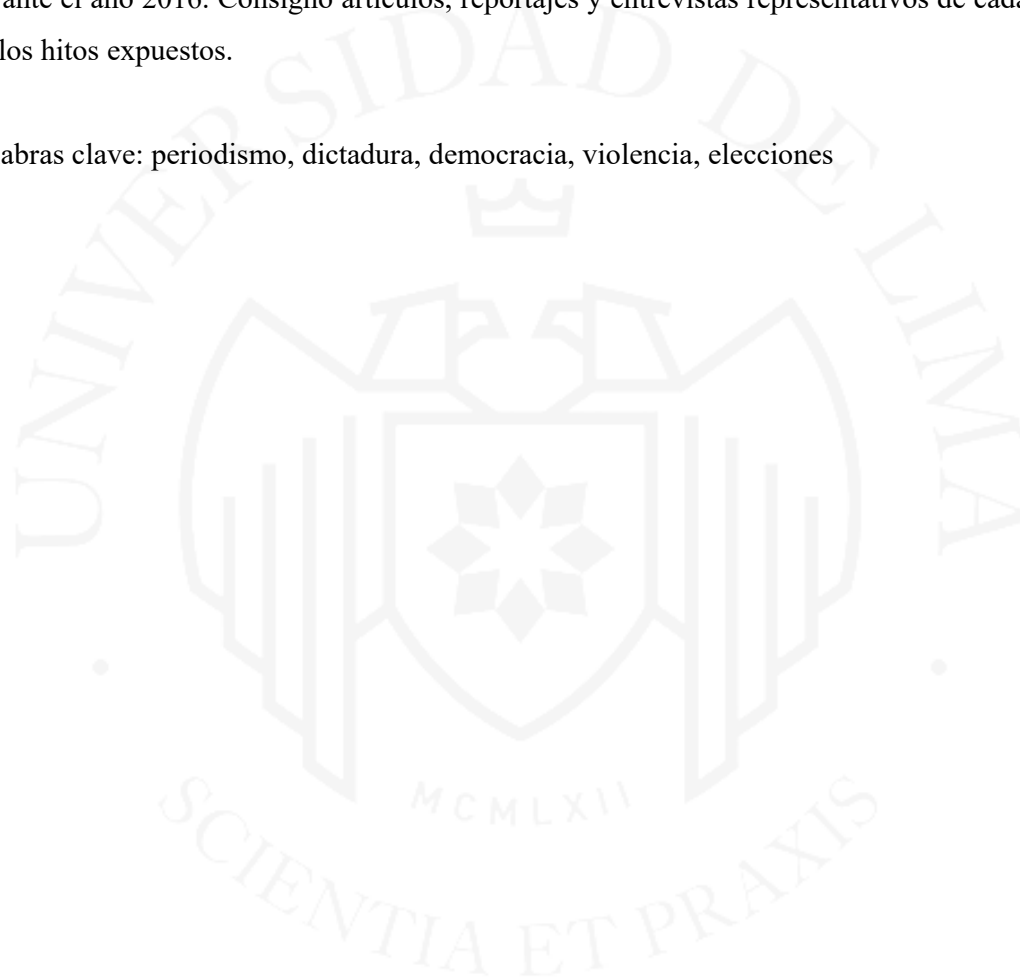 ante el año 2016. Consigno artículos, reportajes y entrevistas representativos de cada
los hitos expuestos.
abras clave: periodismo, dictadura, democracia, violencia, elecciones
UNIVERSIDAD DE LIMA
MCMLXII
SCIENTIA ET PRAXIS